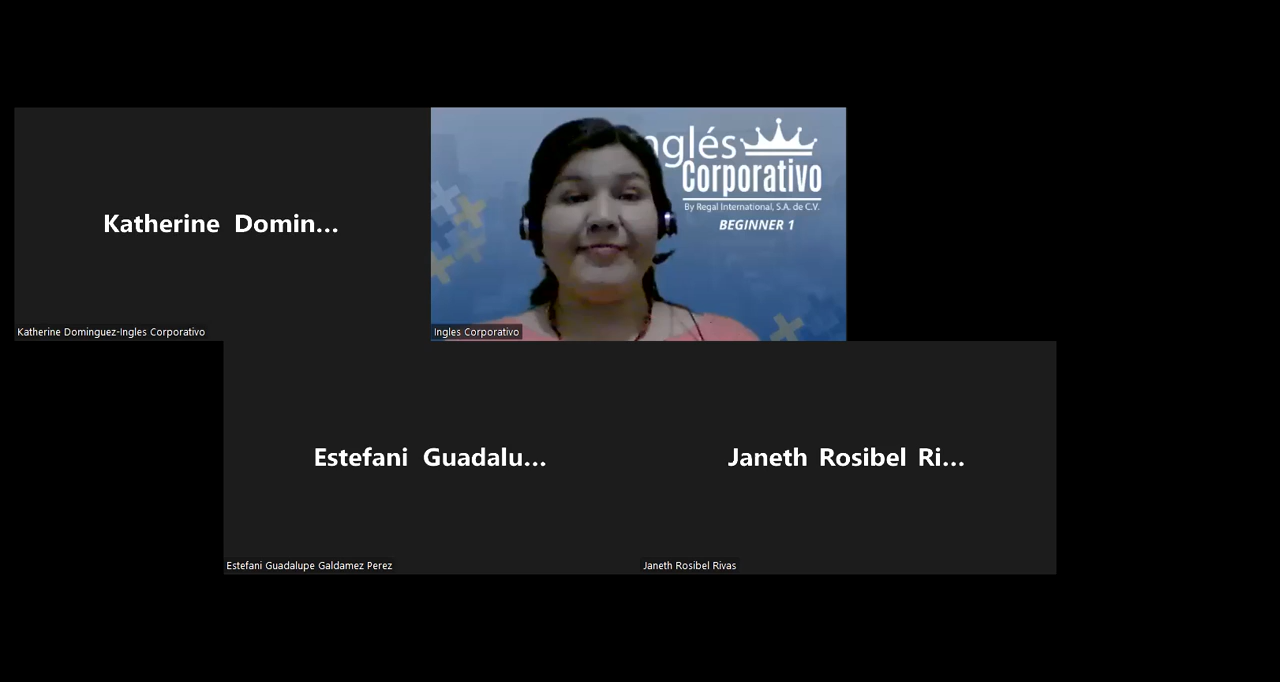 Katherine Domin...
Katherine Dominguez-Ingles Corporativo
nglés
Corporativo
By Regal International, S.A. de C.V.
BEGINNER 1
Ingles Corporativo
Estefani Guadalu...
Estefani Guadalupe Galdamez Perez
Janeth Rosibel Ri...
Janeth Rosibel Rivas